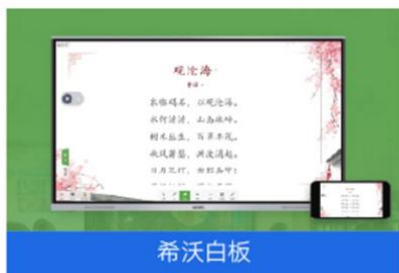 观沧海
曹操
东临碣石，以观沧海。
水何澹澹，山岛竦峙。
树木丛生，百草丰茂。
秋风萧瑟，洪波涌起。
日月之行，若出其中；
希沃白板